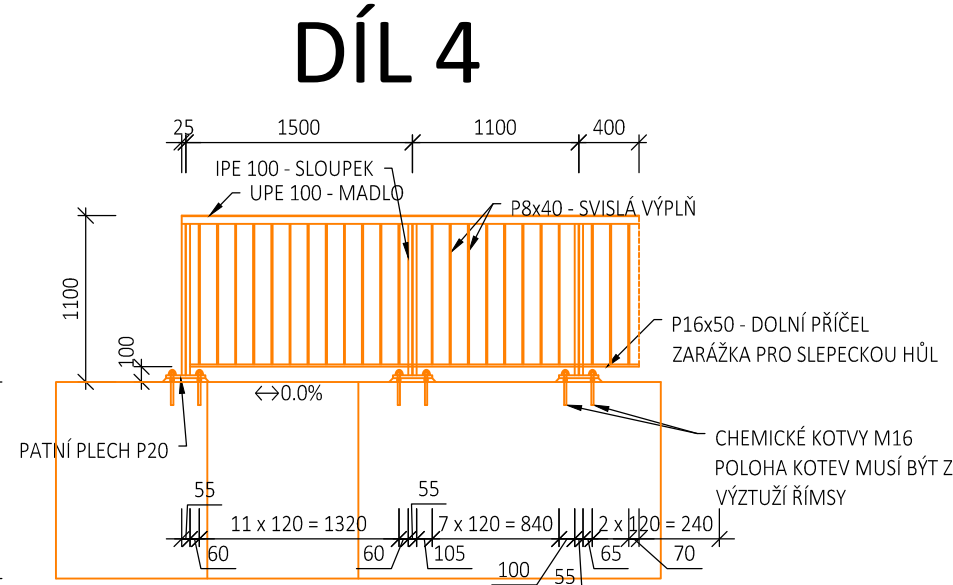 DÍL 4
25
1500
1100
400
IPE 100 - SLOUPEK
UPE 100 - MADLO
P8x40 - SVISLÁ VÝPLŇ
1100
100
P16x50 - DOLNÍ PŘÍČEL
ZARÁŽKA PRO SLEPECKOU HŮL
0.0%
PATNÍ PLECH P20
CHEMICKÉ KOTVY M16
POLOHA KOTEV MUSÍ BÝT Z
VÝZTUŽÍ ŘÍMSY
55
55
11 x 120 = 1320
7 x 120 = 840
2 x 120 = 240
60
60
105
65
70
100
55